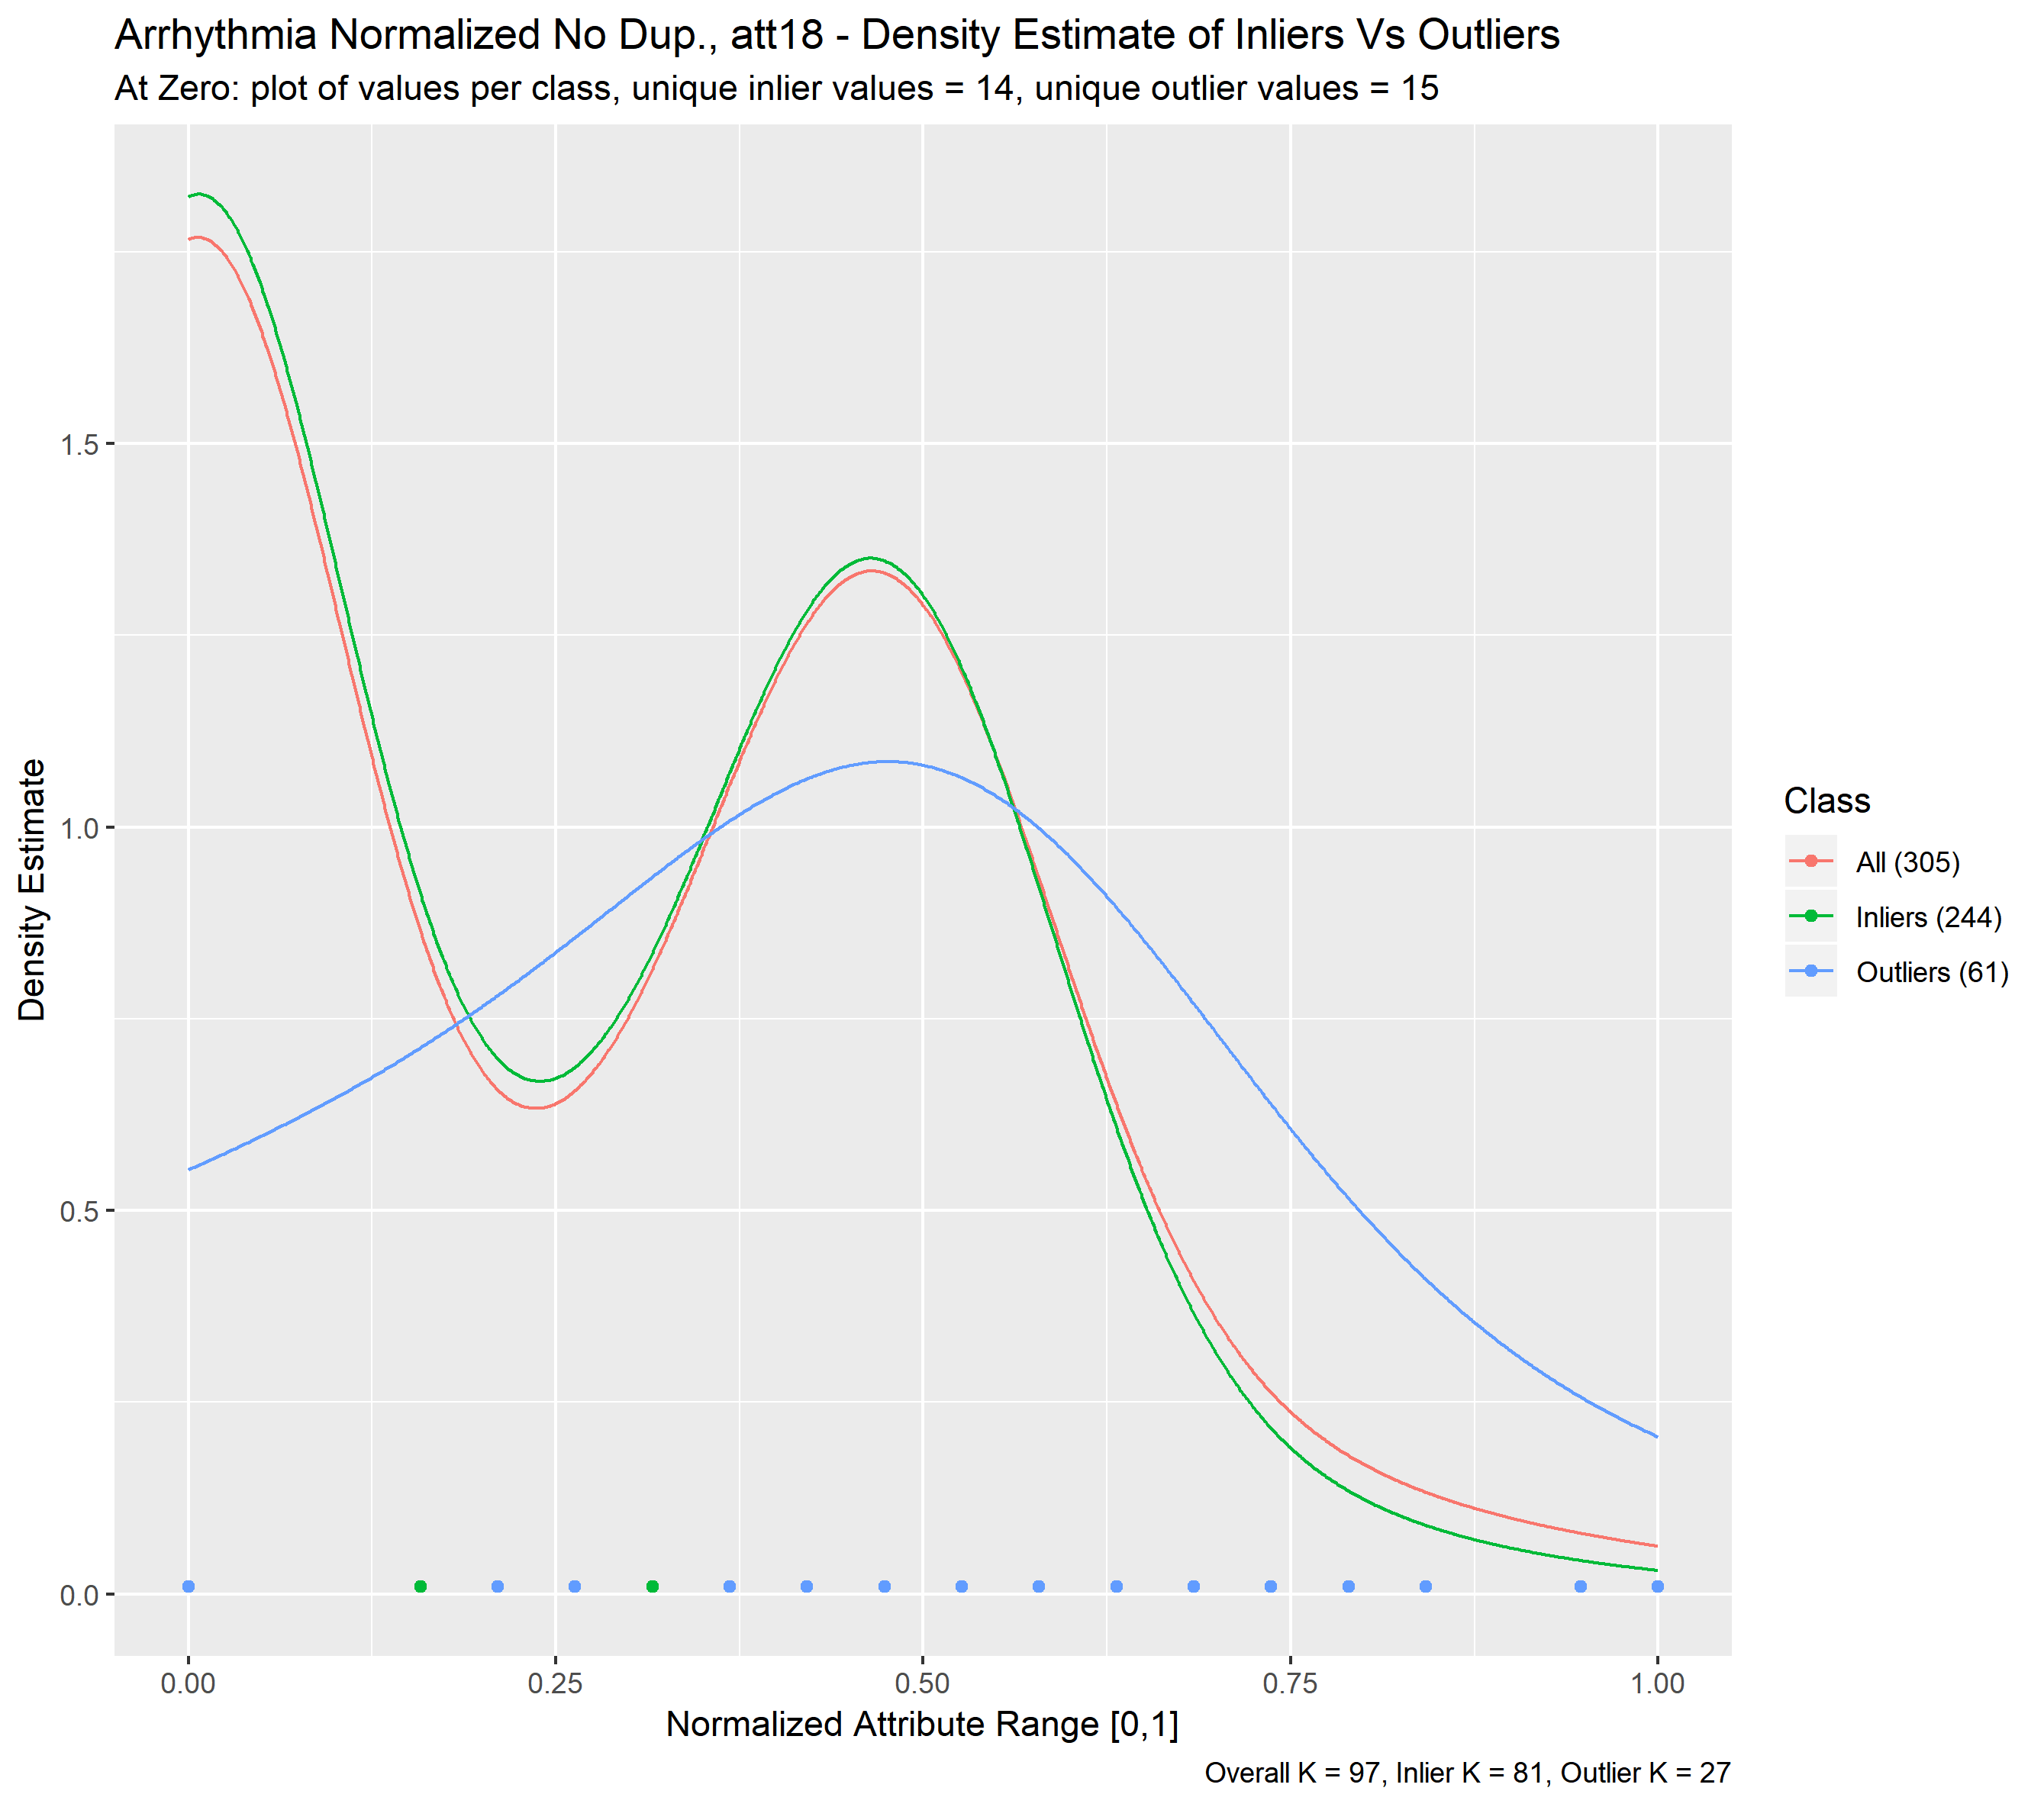 Arrhythmia Normalized No Dup., att18 - Density Estimate of Inliers Vs Outliers
At Zero: plot of values per class, unique inlier values = 14, unique outlier values = 15
Density Estimate
1.5
1.0
0.5
0.0
0.00 0.25 0.50 0.75 1.00
Normalized Attribute Range [0,1]
Overall K = 97, Inlier K = 81, Outlier K = 27
Class
All (305)
Inliers (244)
Outliers (61)